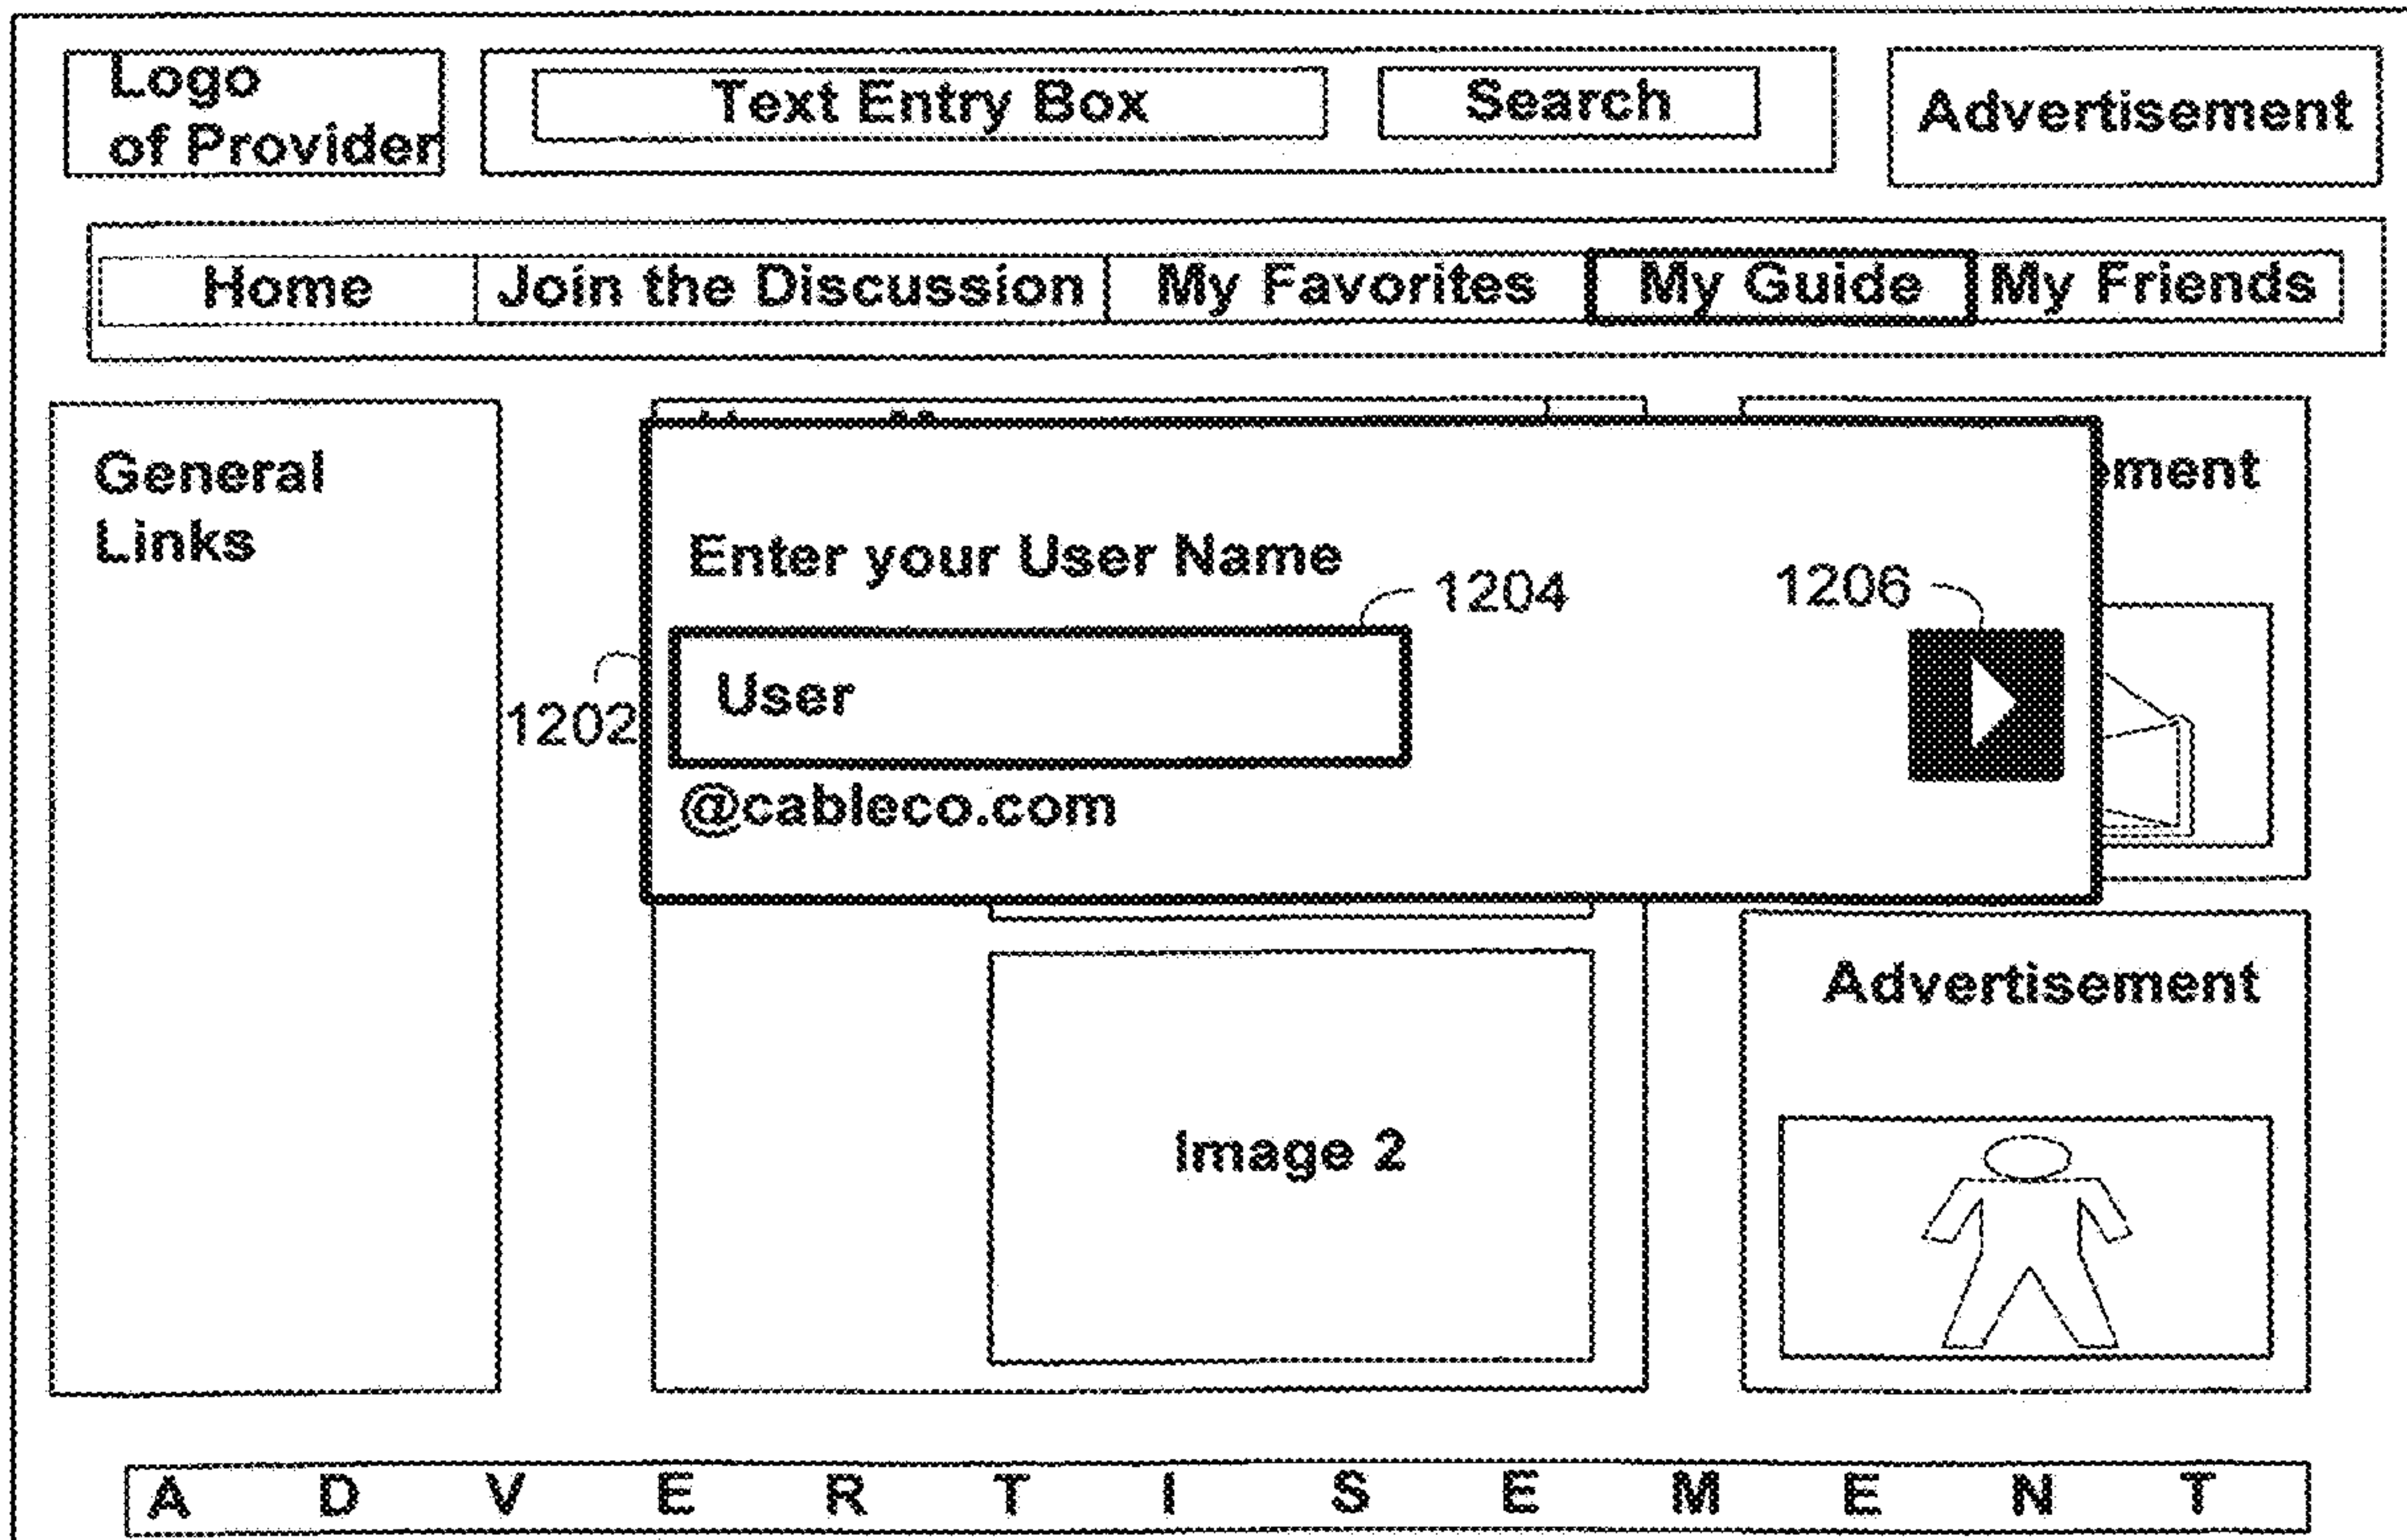 Logo
of Provider
Text Entry Box
Search
Advertisement
Home
Join the Discussion
My Favorites
My Guide
My Friends
General
Links
ement
Enter your User Name
1204
1206
User
1202
@cableco.com
Advertisement
Image 2
A D V E R T I S E M E N T